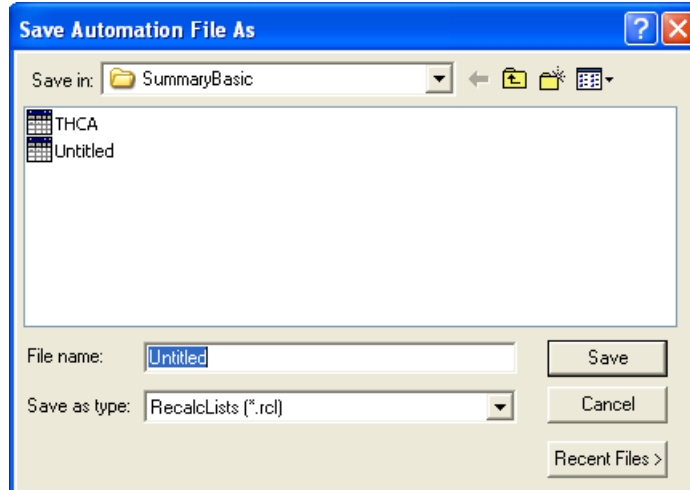 Save Automation File As
Save in: SummaryBasic
THCA
Untitled
File name: Untitled Save
Save as type: RecalcLists (*.rcl) Cancel
Recent Files >